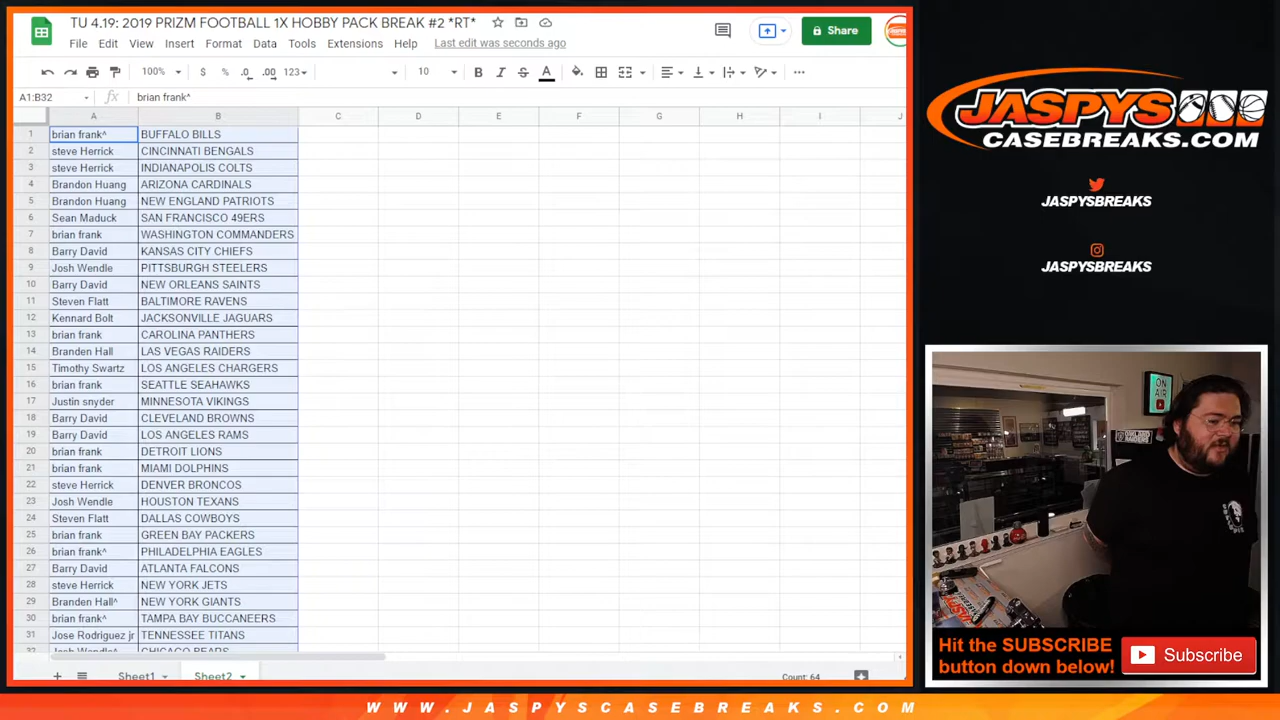 TU 4.19: 2019 PRIZM FOOTBALL 1X HOBBY PACK BREAK #2 *RT*
File Edit View Insert Format Data Tools Extensions Help Last edit was seconds ago
Share
100% $ % .0 .00 123 10 B I S A
A1:B32 fx brian frank^
A B C D E F G H I J
1 brian frank^ BUFFALO BILLS
2 steve Herrick CINCINNATI BENGALS
3 steve Herrick INDIANAPOLIS COLTS
4 Brandon Huang ARIZONA CARDINALS
5 Brandon Huang NEW ENGLAND PATRIOTS
6 Sean Maduck SAN FRANCISCO 49ERS
7 brian frank WASHINGTON COMMANDERS
8 Barry David KANSAS CITY CHIEFS
9 Josh Wendle PITTSBURGH STEELERS
10 Barry David NEW ORLEANS SAINTS
11 Steven Flatt BALTIMORE RAVENS
12 Kennard Bolt JACKSONVILLE JAGUARS
13 brian frank CAROLINA PANTHERS
14 Branden Hall LAS VEGAS RAIDERS
15 Timothy Swartz LOS ANGELES CHARGERS
16 brian frank SEATTLE SEAHAWKS
17 Justin snyder MINNESOTA VIKINGS
18 Barry David CLEVELAND BROWNS
19 Barry David LOS ANGELES RAMS
20 brian frank DETROIT LIONS
21 brian frank MIAMI DOLPHINS
22 steve Herrick DENVER BRONCOS
23 Josh Wendle HOUSTON TEXANS
24 Steven Flatt DALLAS COWBOYS
25 brian frank GREEN BAY PACKERS
26 brian frank^ PHILADELPHIA EAGLES
27 Barry David ATLANTA FALCONS
28 steve Herrick NEW YORK JETS
29 Branden Hall^ NEW YORK GIANTS
30 brian frank^ TAMPA BAY BUCCANEERS
31 Jose Rodriguez jr TENNESSEE TITANS
32 Josh Wendle^ CHICAGO BEARS
Sheet1 Sheet2 Count: 64
JASPYS
CASEBREAKS.COM
JASPYSBREAKS
JASPYSBREAKS
ON
AIR
Hit the SUBSCRIBE
button down below!
Subscribe
WWW.JASPYSCASEBREAKS.COM